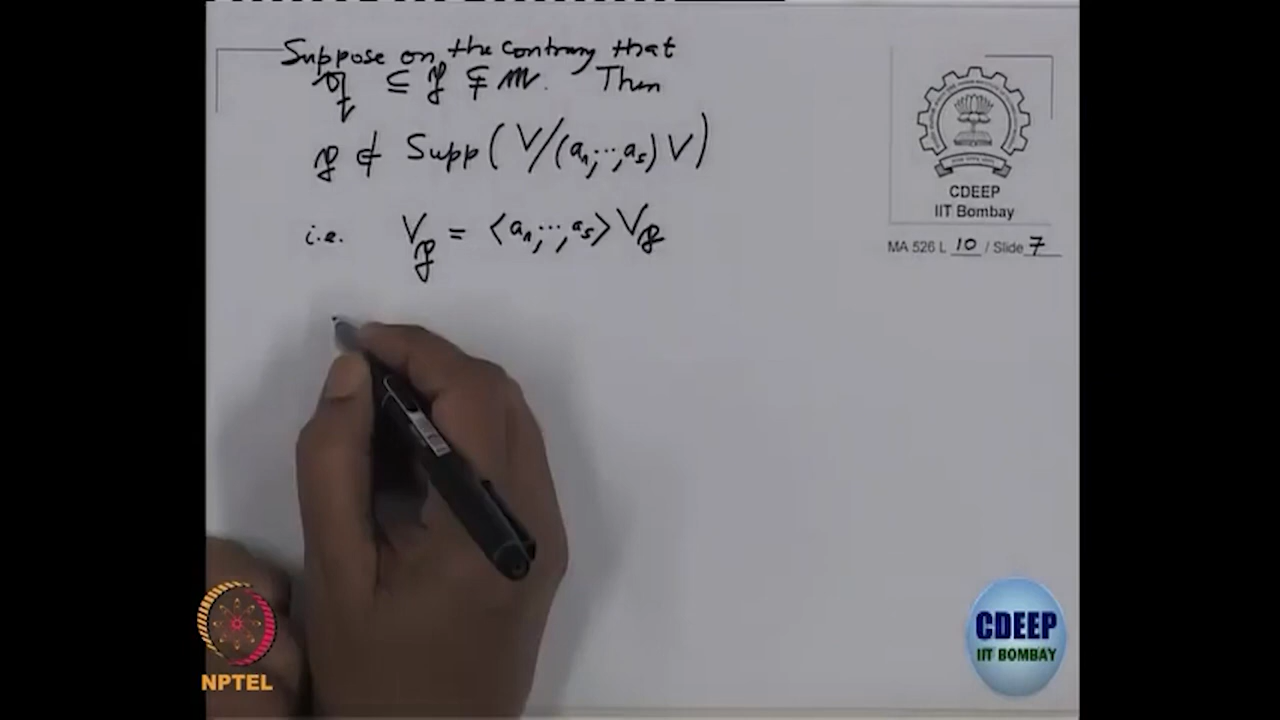 Suppose on the contrary that
𝔮 ⊆ 𝔭 ⊊ 𝔪. Then
𝔭 ∉ Supp(V/(a₁,…,aₛ)V)
i.e. V_𝔭 = ⟨a₁,…,aₛ⟩ V_𝔭
CDEEP
IIT Bombay
MA 526 L 10 / Slide 7
NPTEL
CDEEP
IIT BOMBAY